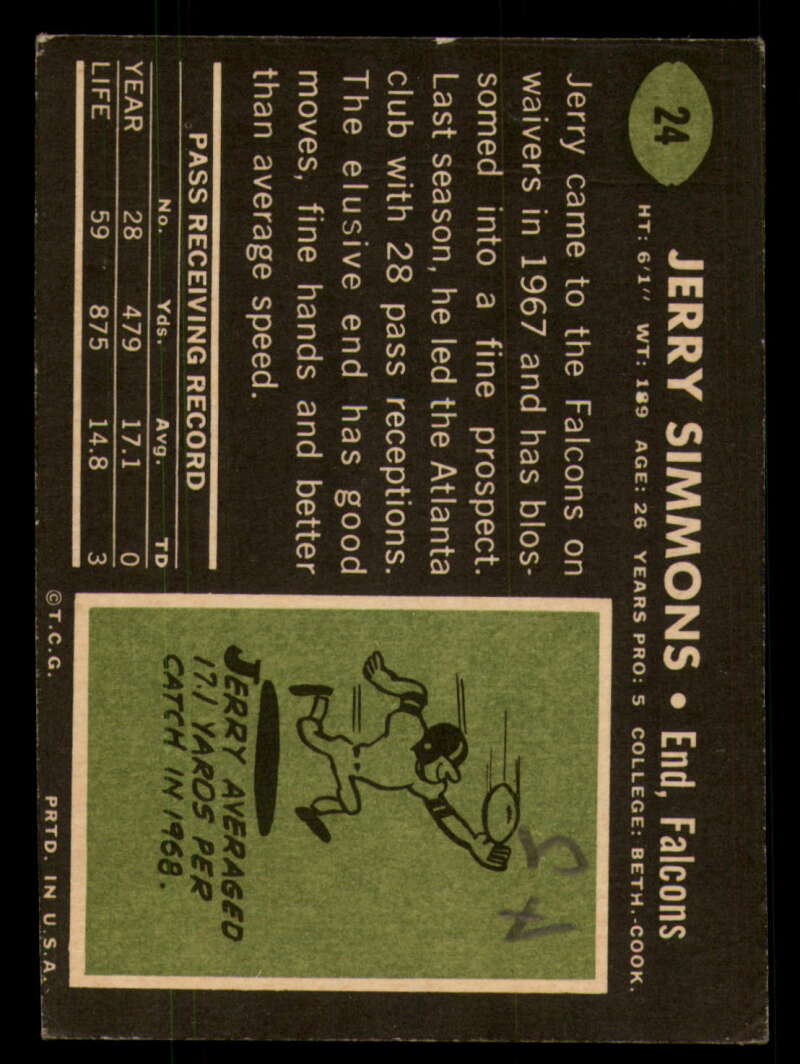 24
JERRY SIMMONS • End, Falcons
HT: 6'1" WT: 189 AGE: 26 YEARS PRO: 5 COLLEGE: BETH.-COOK.
Jerry came to the Falcons on
waivers in 1967 and has blos-
somed into a fine prospect.
Last season, he led the Atlanta
club with 28 pass receptions.
The elusive end has good
moves, fine hands and better
than average speed.
PASS RECEIVING RECORD
No. Yds. Avg. TD
YEAR 28 479 17.1 0
LIFE 59 875 14.8 3
JERRY AVERAGED
17.1 YARDS PER
CATCH IN 1968.
©T.C.G. PRTD. IN U.S.A.